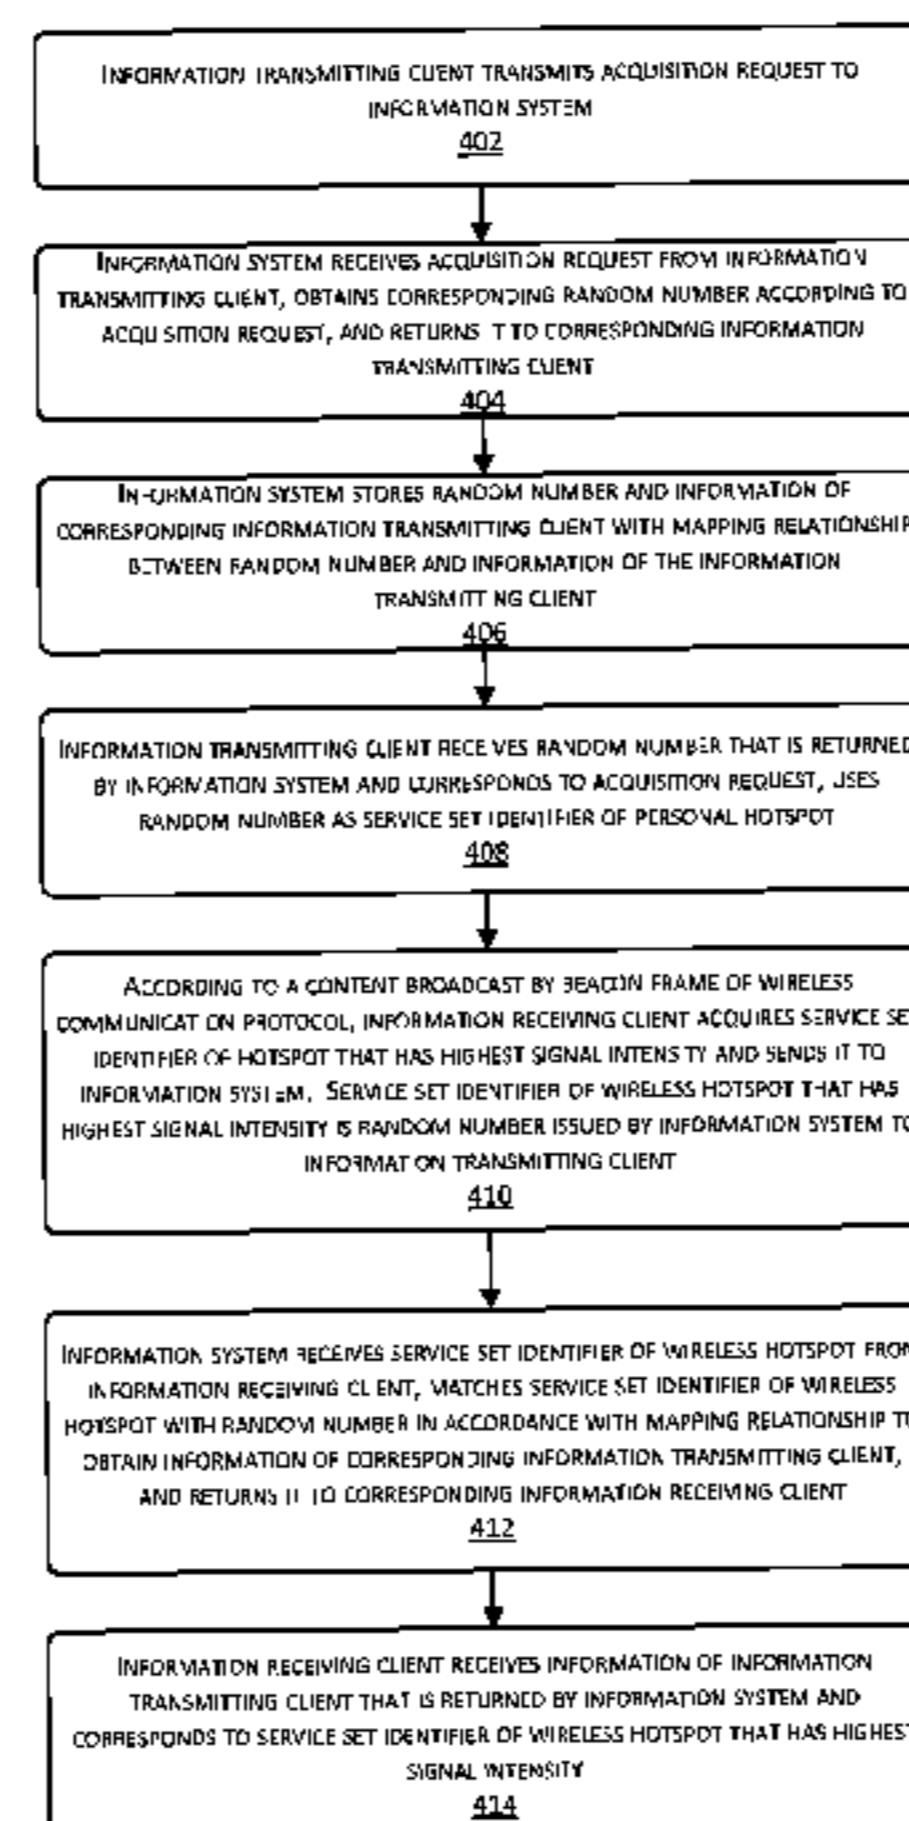 INFORMATION TRANSMITTING CLIENT TRANSMITS ACQUISITION REQUEST TO
INFORMATION SYSTEM
402
INFORMATION SYSTEM RECEIVES ACQUISITION REQUEST FROM INFORMATION
TRANSMITTING CLIENT, OBTAINS CORRESPONDING RANDOM NUMBER ACCORDING TO
ACQUISITION REQUEST, AND RETURNS IT TO CORRESPONDING INFORMATION
TRANSMITTING CLIENT
404
INFORMATION SYSTEM STORES RANDOM NUMBER AND INFORMATION OF
CORRESPONDING INFORMATION TRANSMITTING CLIENT WITH MAPPING RELATIONSHIP
BETWEEN RANDOM NUMBER AND INFORMATION OF THE INFORMATION
TRANSMITTING CLIENT
406
INFORMATION TRANSMITTING CLIENT RECEIVES RANDOM NUMBER THAT IS RETURNED
BY INFORMATION SYSTEM AND CORRESPONDS TO ACQUISITION REQUEST, USES
RANDOM NUMBER AS SERVICE SET IDENTIFIER OF PERSONAL HOTSPOT
408
ACCORDING TO A CONTENT BROADCAST BY BEACON FRAME OF WIRELESS
COMMUNICATION PROTOCOL, INFORMATION RECEIVING CLIENT ACQUIRES SERVICE SET
IDENTIFIER OF HOTSPOT THAT HAS HIGHEST SIGNAL INTENSITY AND SENDS IT TO
INFORMATION SYSTEM. SERVICE SET IDENTIFIER OF WIRELESS HOTSPOT THAT HAS
HIGHEST SIGNAL INTENSITY IS RANDOM NUMBER ISSUED BY INFORMATION SYSTEM TO
INFORMATION TRANSMITTING CLIENT
410
INFORMATION SYSTEM RECEIVES SERVICE SET IDENTIFIER OF WIRELESS HOTSPOT FROM
INFORMATION RECEIVING CLIENT, MATCHES SERVICE SET IDENTIFIER OF WIRELESS
HOTSPOT WITH RANDOM NUMBER IN ACCORDANCE WITH MAPPING RELATIONSHIP TO
OBTAIN INFORMATION OF CORRESPONDING INFORMATION TRANSMITTING CLIENT,
AND RETURNS IT TO CORRESPONDING INFORMATION RECEIVING CLIENT
412
INFORMATION RECEIVING CLIENT RECEIVES INFORMATION OF INFORMATION
TRANSMITTING CLIENT THAT IS RETURNED BY INFORMATION SYSTEM AND
CORRESPONDS TO SERVICE SET IDENTIFIER OF WIRELESS HOTSPOT THAT HAS HIGHEST
SIGNAL INTENSITY
414